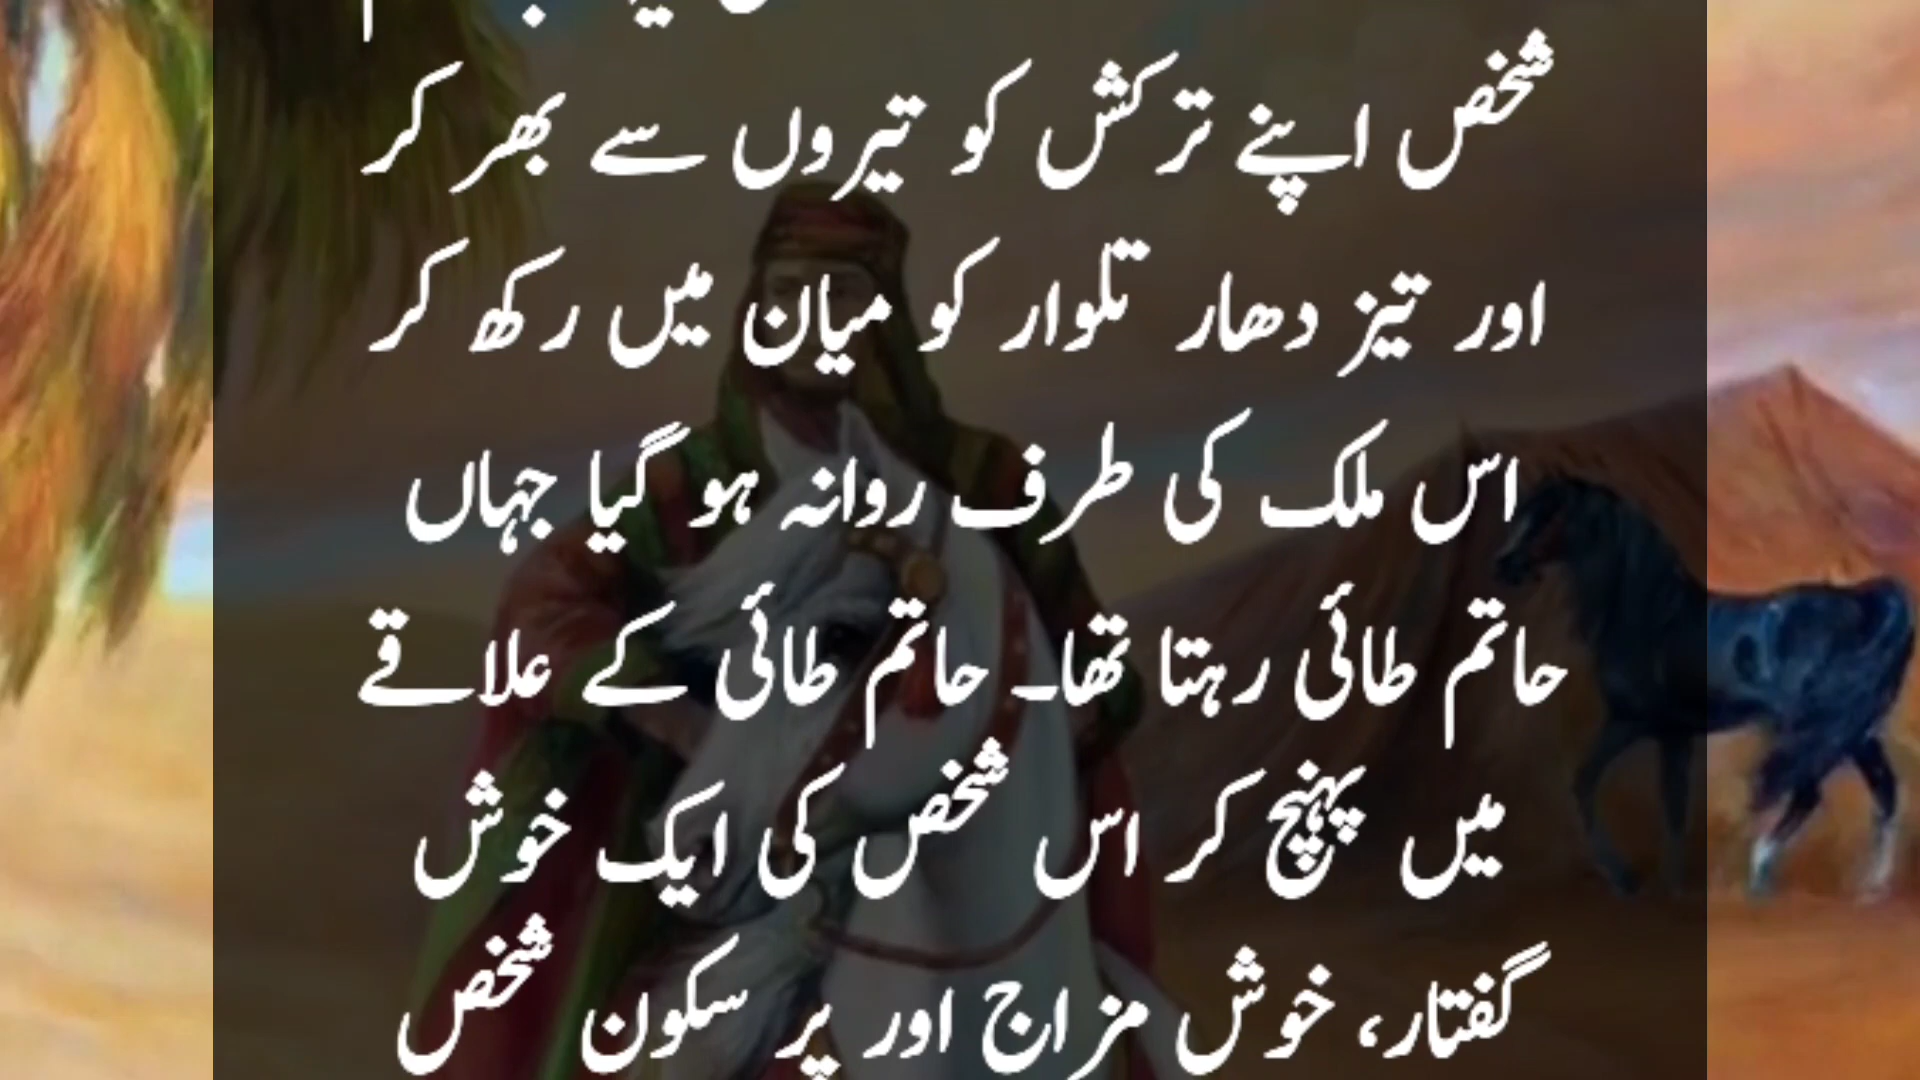 شخص اپنے ترکش کو تیروں سے بھر کر
اور تیز دھار تلوار کو میان میں رکھ کر
اس ملک کی طرف روانہ ہو گیا جہاں
حاتم طائی رہتا تھا۔ حاتم طائی کے علاقے
میں پہنچ کر اس شخص کی ایک خوش
گفتار، خوش مزاج اور پر سکون شخص